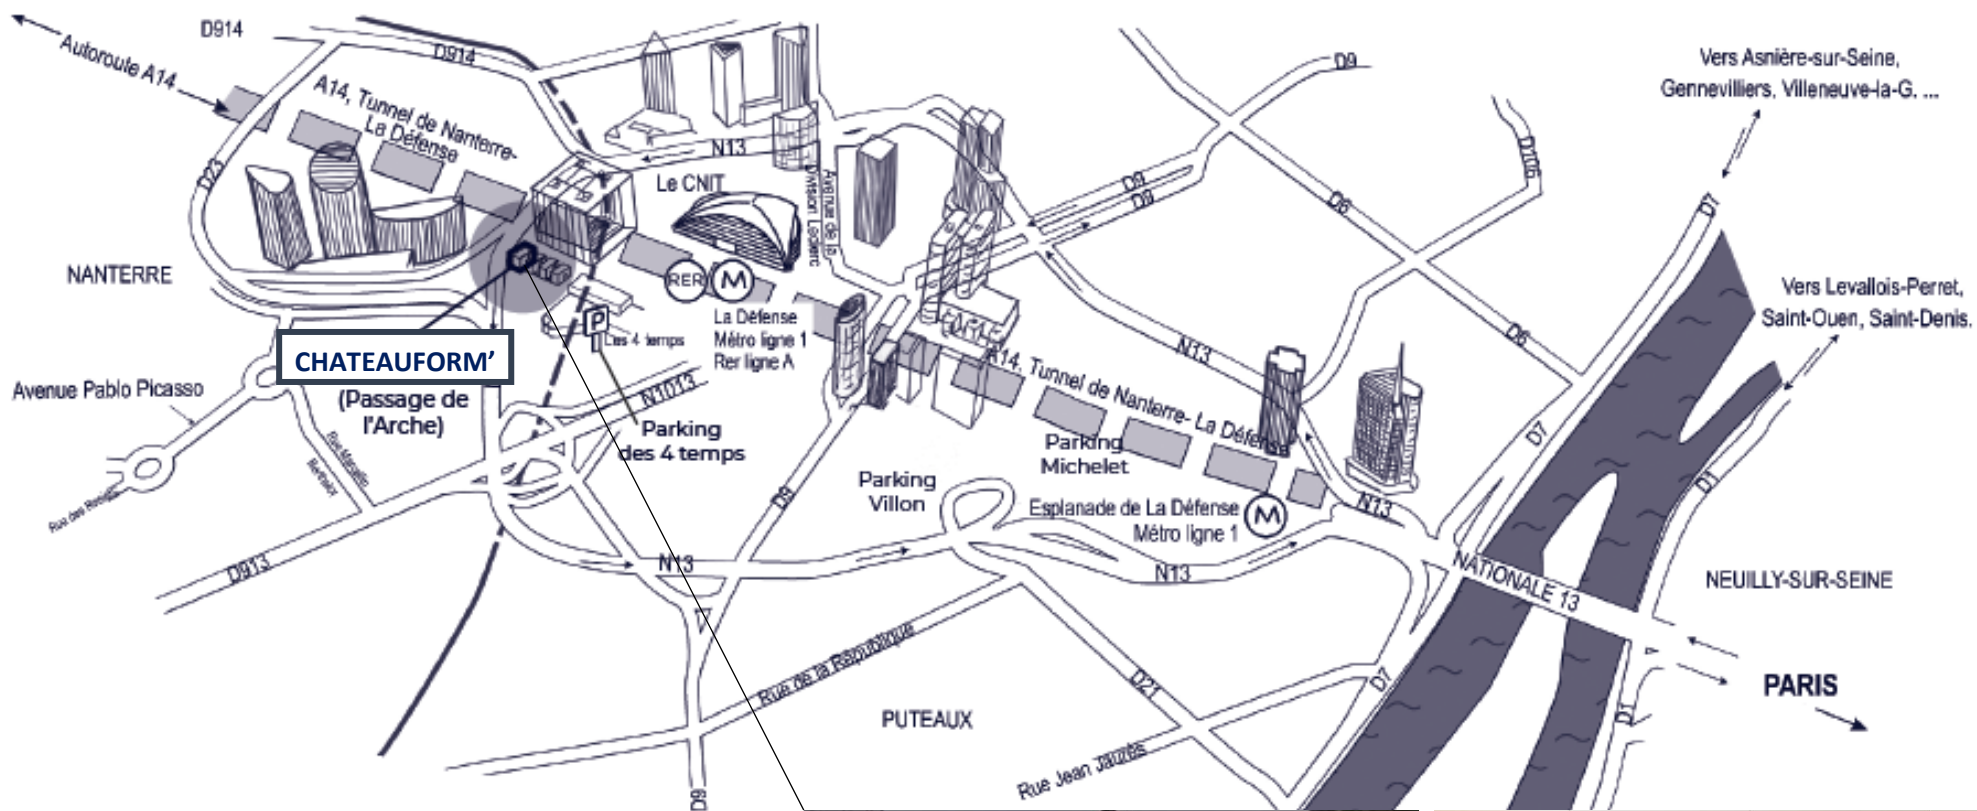 D914
Autoroute A14
D914
A14, Tunnel de Nanterre-
La Défense
D23
N13
Le CNIT
Avenue de la
Division Leclerc
D9
D9
D9
D6
D106
Vers Asnière-sur-Seine,
Gennevilliers, Villeneuve-la-G. ...
D7
NANTERRE
RER
M
La Défense
Métro ligne 1
Rer ligne A
P
Les 4 temps
CHATEAUFORM’
(Passage de
l'Arche)
Avenue Pablo Picasso
N1013
Parking
des 4 temps
N13
D6
Vers Levallois-Perret,
Saint-Ouen, Saint-Denis.
A14, Tunnel de Nanterre- La Défense
Parking
Michelet
Parking
Villon
Esplanade de La Défense
Métro ligne 1
M
D9
D7
D1
N13
D913
N13
N13
NATIONALE 13
NEUILLY-SUR-SEINE
Rue de la République
D21
D7
PUTEAUX
Rue Jean Jaurès
PARIS
D1